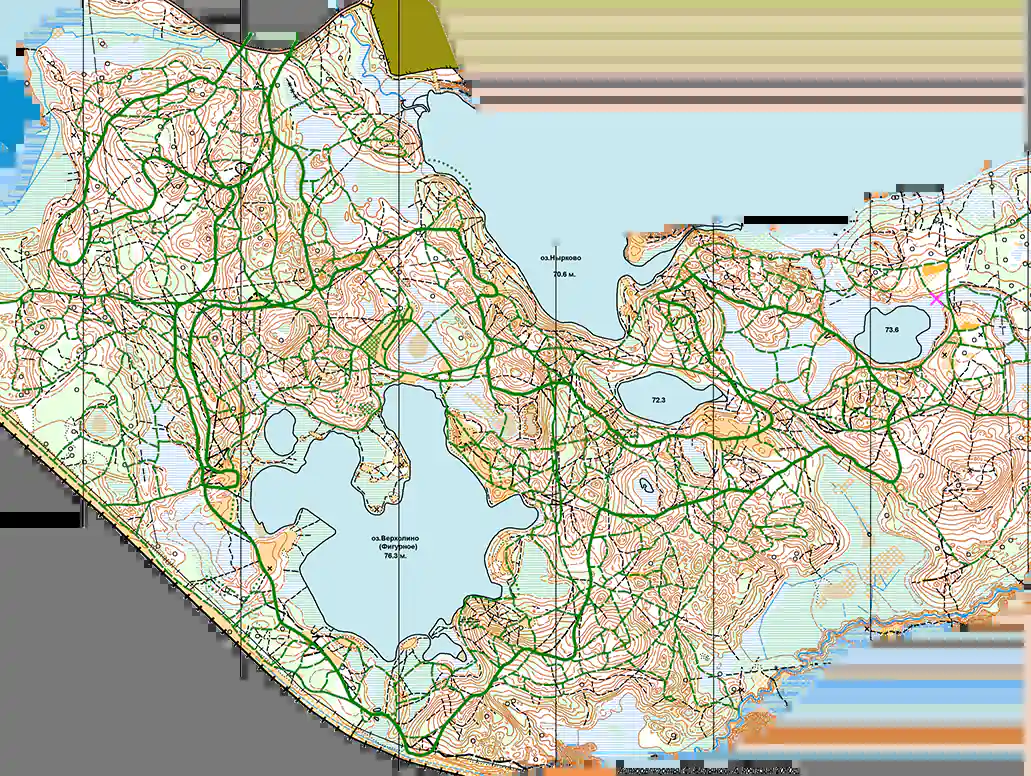 оз.Нырково
70.6 м.
73.6
72.3
оз.Верхолино
(Фигурное)
76.3 м.